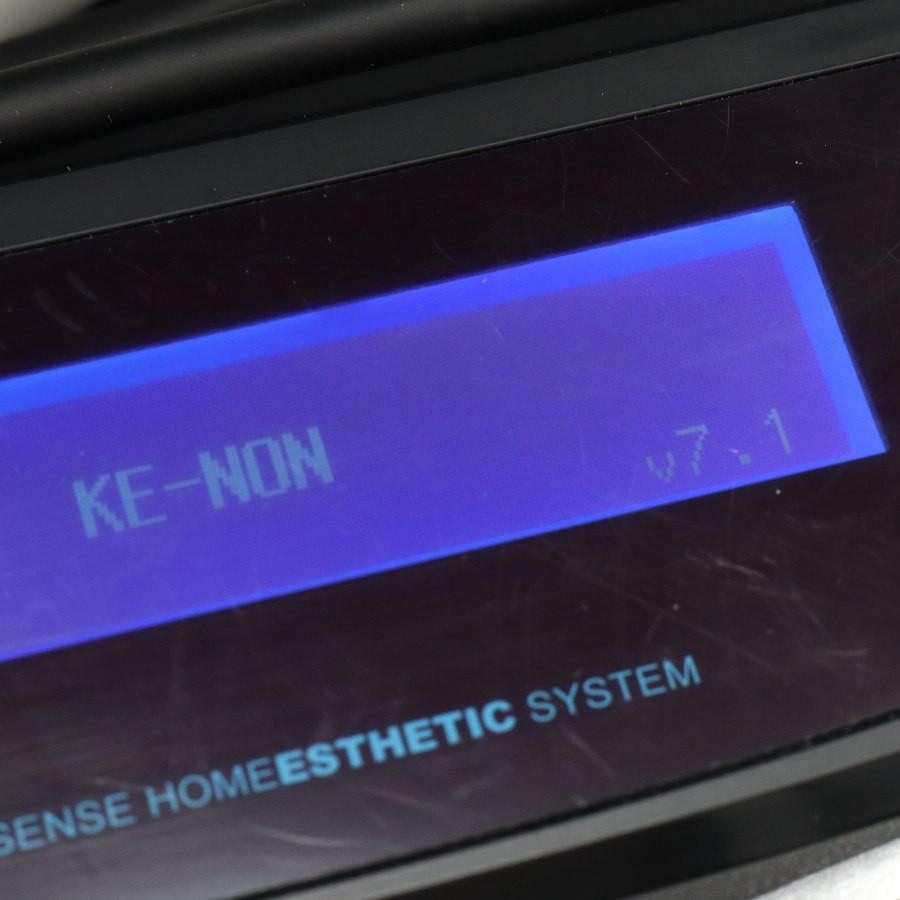 KE-NON v7.1
SENSE HOMEESTHETIC SYSTEM